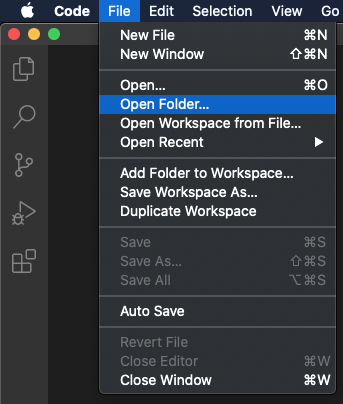 Code File Edit Selection View Go
New File ⌘N
New Window ⇧⌘N
Open... ⌘O
Open Folder...
Open Workspace from File...
Open Recent
Add Folder to Workspace...
Save Workspace As...
Duplicate Workspace
Save ⌘S
Save As... ⇧⌘S
Save All ⌥⌘S
Auto Save
Revert File
Close Editor ⌘W
Close Window ⌘W